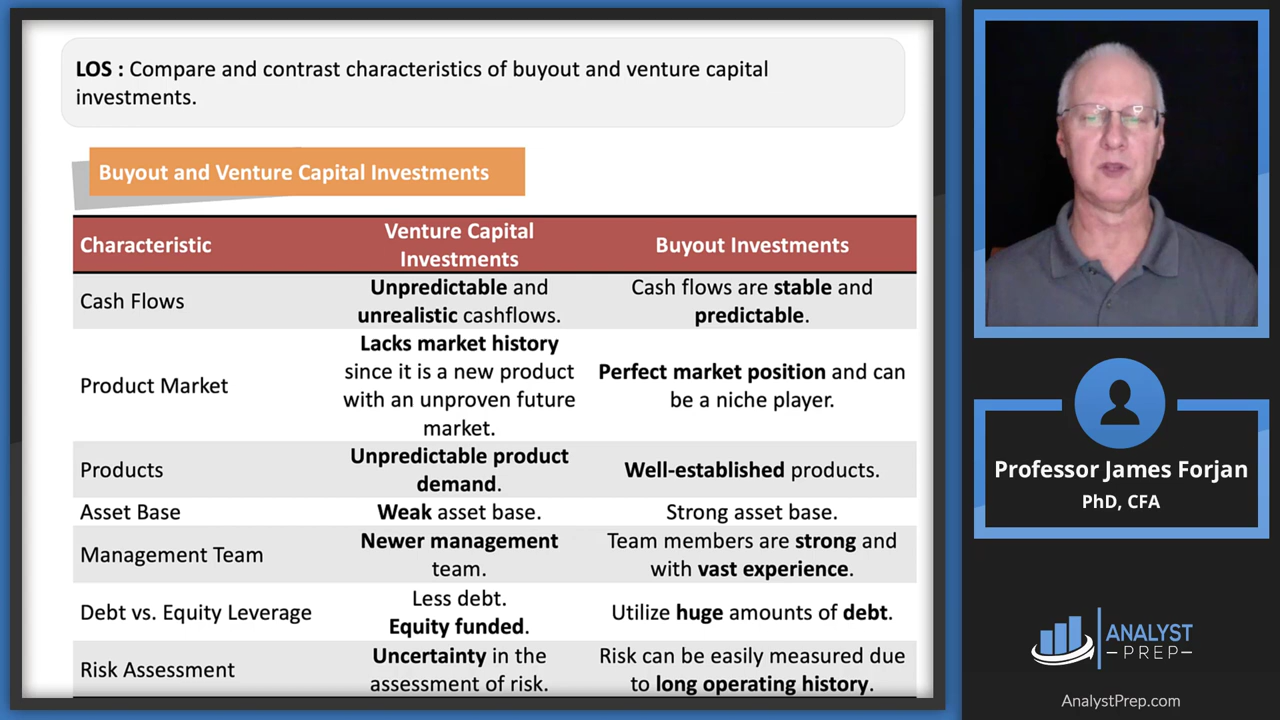 LOS : Compare and contrast characteristics of buyout and venture capital
investments.
Buyout and Venture Capital Investments
Characteristic
Venture Capital
Investments
Buyout Investments
Cash Flows
Unpredictable and
unrealistic cashflows.
Cash flows are stable and
predictable.
Product Market
Lacks market history
since it is a new product
with an unproven future
market.
Perfect market position and can
be a niche player.
Products
Unpredictable product
demand.
Well-established products.
Asset Base
Weak asset base.
Strong asset base.
Management Team
Newer management
team.
Team members are strong and
with vast experience.
Debt vs. Equity Leverage
Less debt.
Equity funded.
Utilize huge amounts of debt.
Risk Assessment
Uncertainty in the
assessment of risk.
Risk can be easily measured due
to long operating history.
Professor James Forjan
PhD, CFA
ANALYST
PREP
AnalystPrep.com